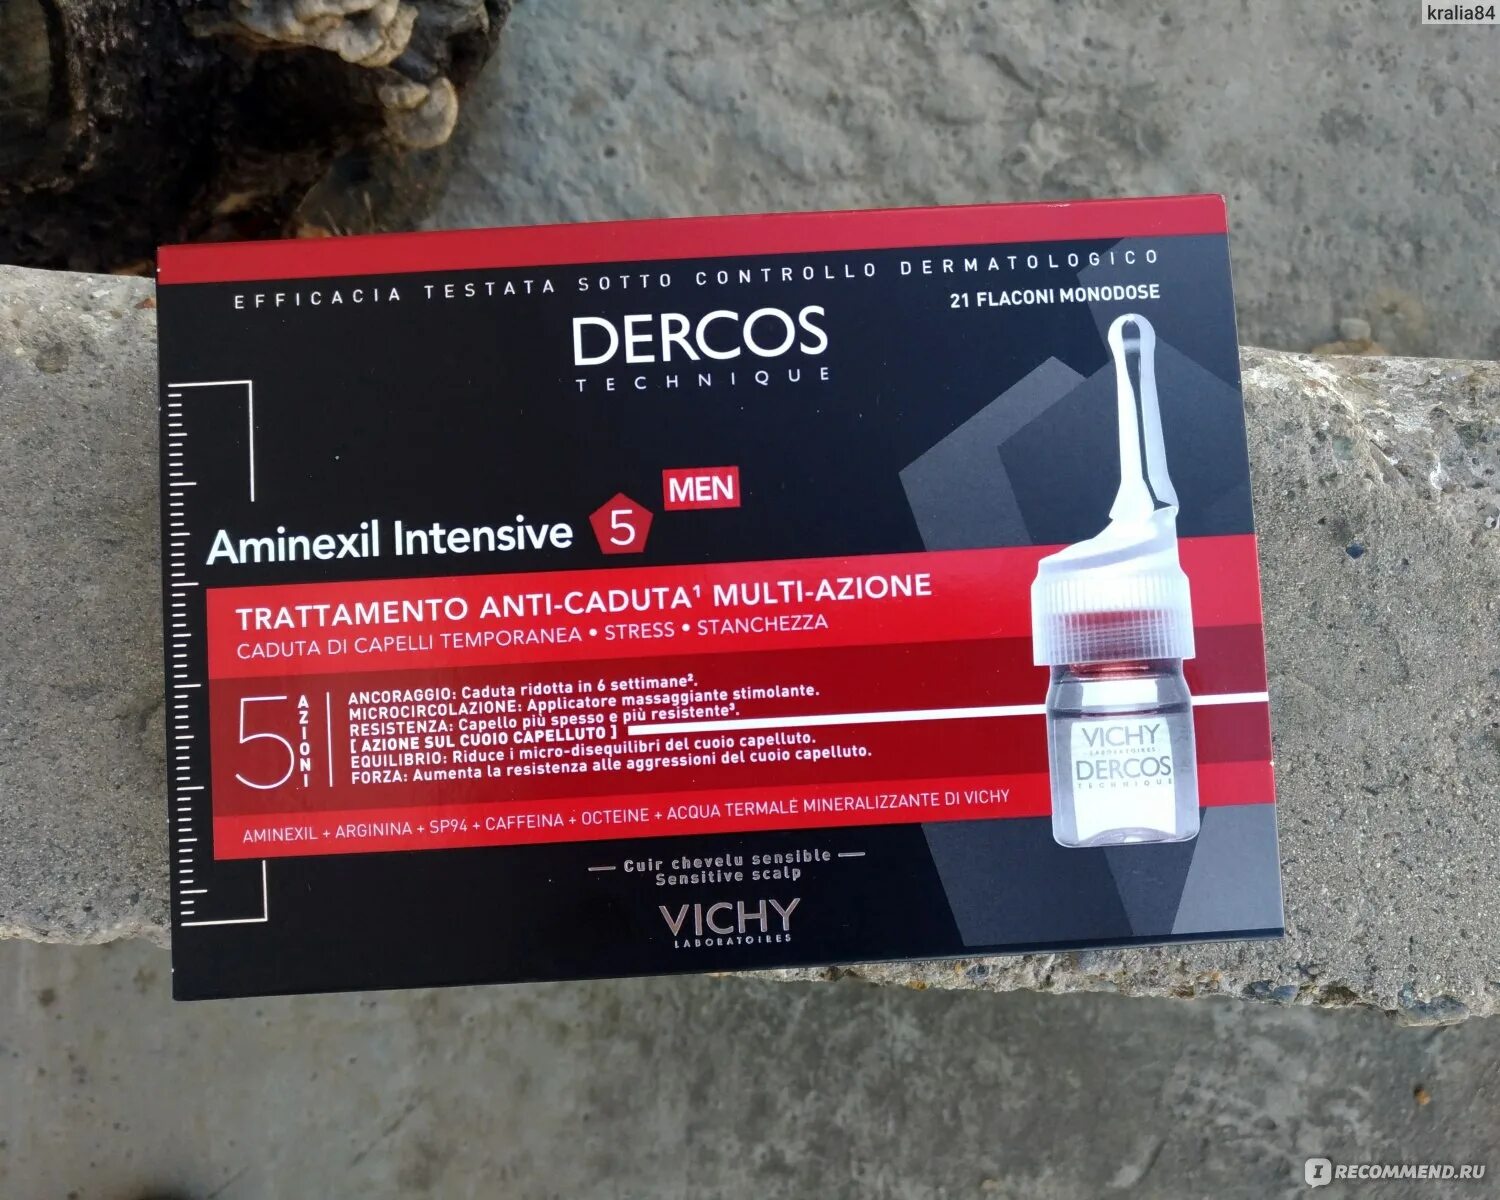 kralia84
EFFICACIA TESTATA SOTTO CONTROLLO DERMATOLOGICO
21 FLACONI MONODOSE
DERCOS
TECHNIQUE
MEN
Aminexil Intensive 5
TRATTAMENTO ANTI-CADUTA¹ MULTI-AZIONE
CADUTA DI CAPELLI TEMPORANEA • STRESS • STANCHEZZA
5 AZIONI
ANCORAGGIO: Caduta ridotta in 6 settimane².
MICROCIRCOLAZIONE: Applicatore massaggiante stimolante.
RESISTENZA: Capello più spesso e più resistente³.
[ AZIONE SUL CUOIO CAPELLUTO ]
EQUILIBRIO: Riduce i micro-disequilibri del cuoio capelluto.
FORZA: Aumenta la resistenza alle aggressioni del cuoio capelluto.
AMINEXIL + ARGININA + SP94 + CAFFEINA + OCTEINE + ACQUA TERMALE MINERALIZZANTE DI VICHY
VICHY
LABORATOIRES
DERCOS
TECHNIQUE
Cuir chevelu sensible
Sensitive scalp
VICHY
LABORATOIRES
IRECOMMEND.RU